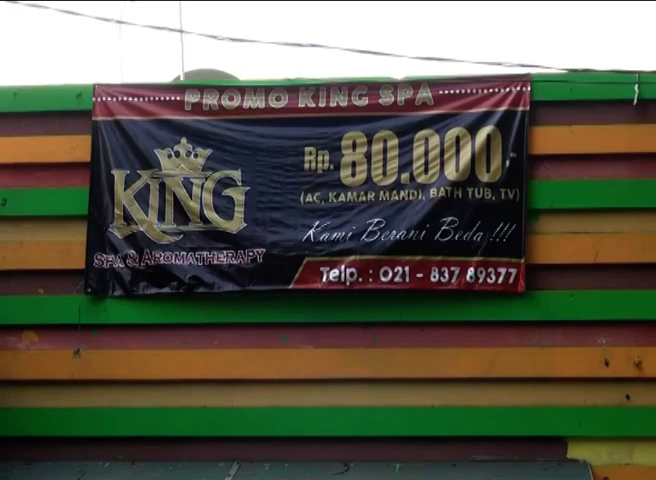 PROMO KING SPA
KING
SPA & AROMATHERAPY
Rp. 80.000,-
(AC, KAMAR MANDI, BATH TUB, TV)
Kami Berani Beda !!!
Telp. : 021 - 837 89377